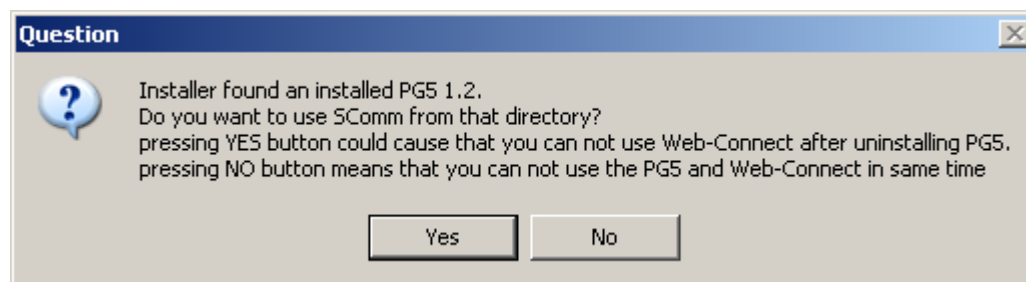 Question
Installer found an installed PG5 1.2.
Do you want to use SComm from that directory?
pressing YES button could cause that you can not use Web-Connect after uninstalling PG5.
pressing NO button means that you can not use the PG5 and Web-Connect in same time
Yes
No